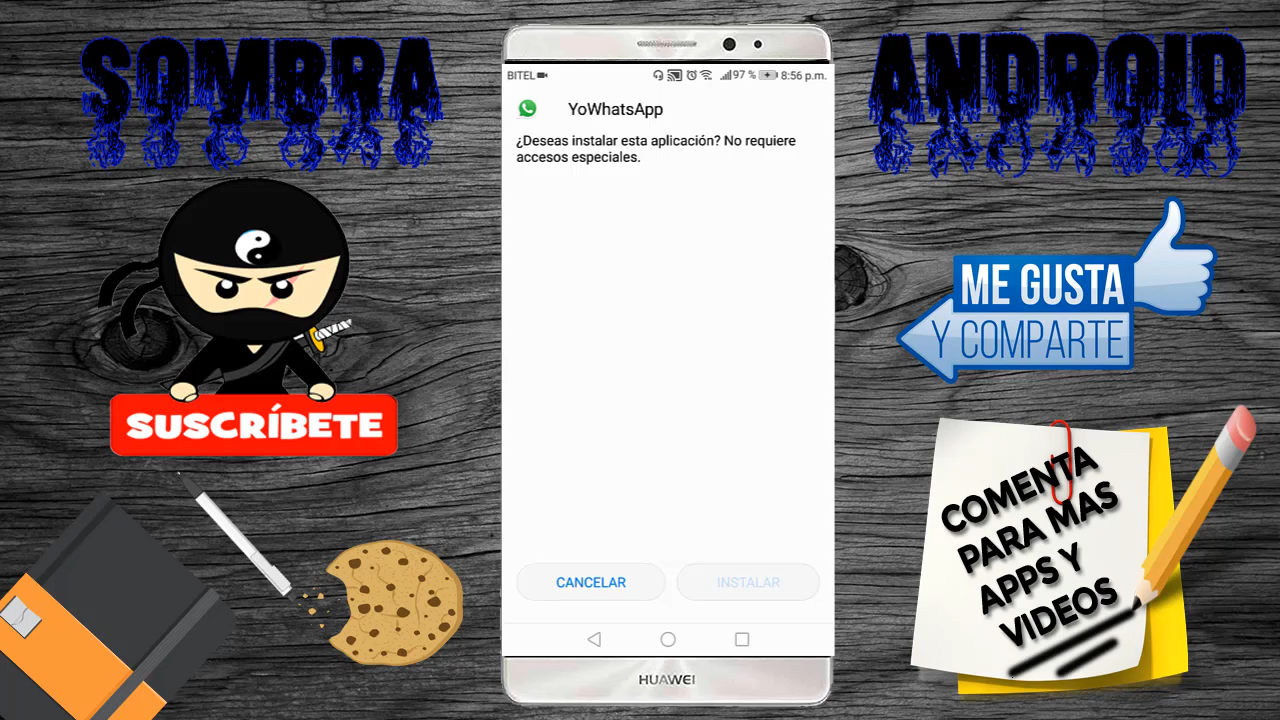 SOMBRA
ANDROID
BITEL
97 %
8:56 p.m.
YoWhatsApp
¿Deseas instalar esta aplicación? No requiere
accesos especiales.
CANCELAR
INSTALAR
HUAWEI
SUSCRÍBETE
ME GUSTA
Y COMPARTE
COMENTA
PARA MAS
APPS Y
VIDEOS